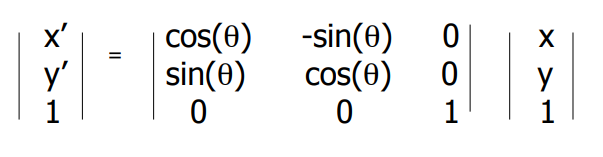 | x′ | = | cos(θ) -sin(θ) 0 | | x |
| y′ | | sin(θ) cos(θ) 0 | | y |
| 1 | | 0 0 1 | | 1 |